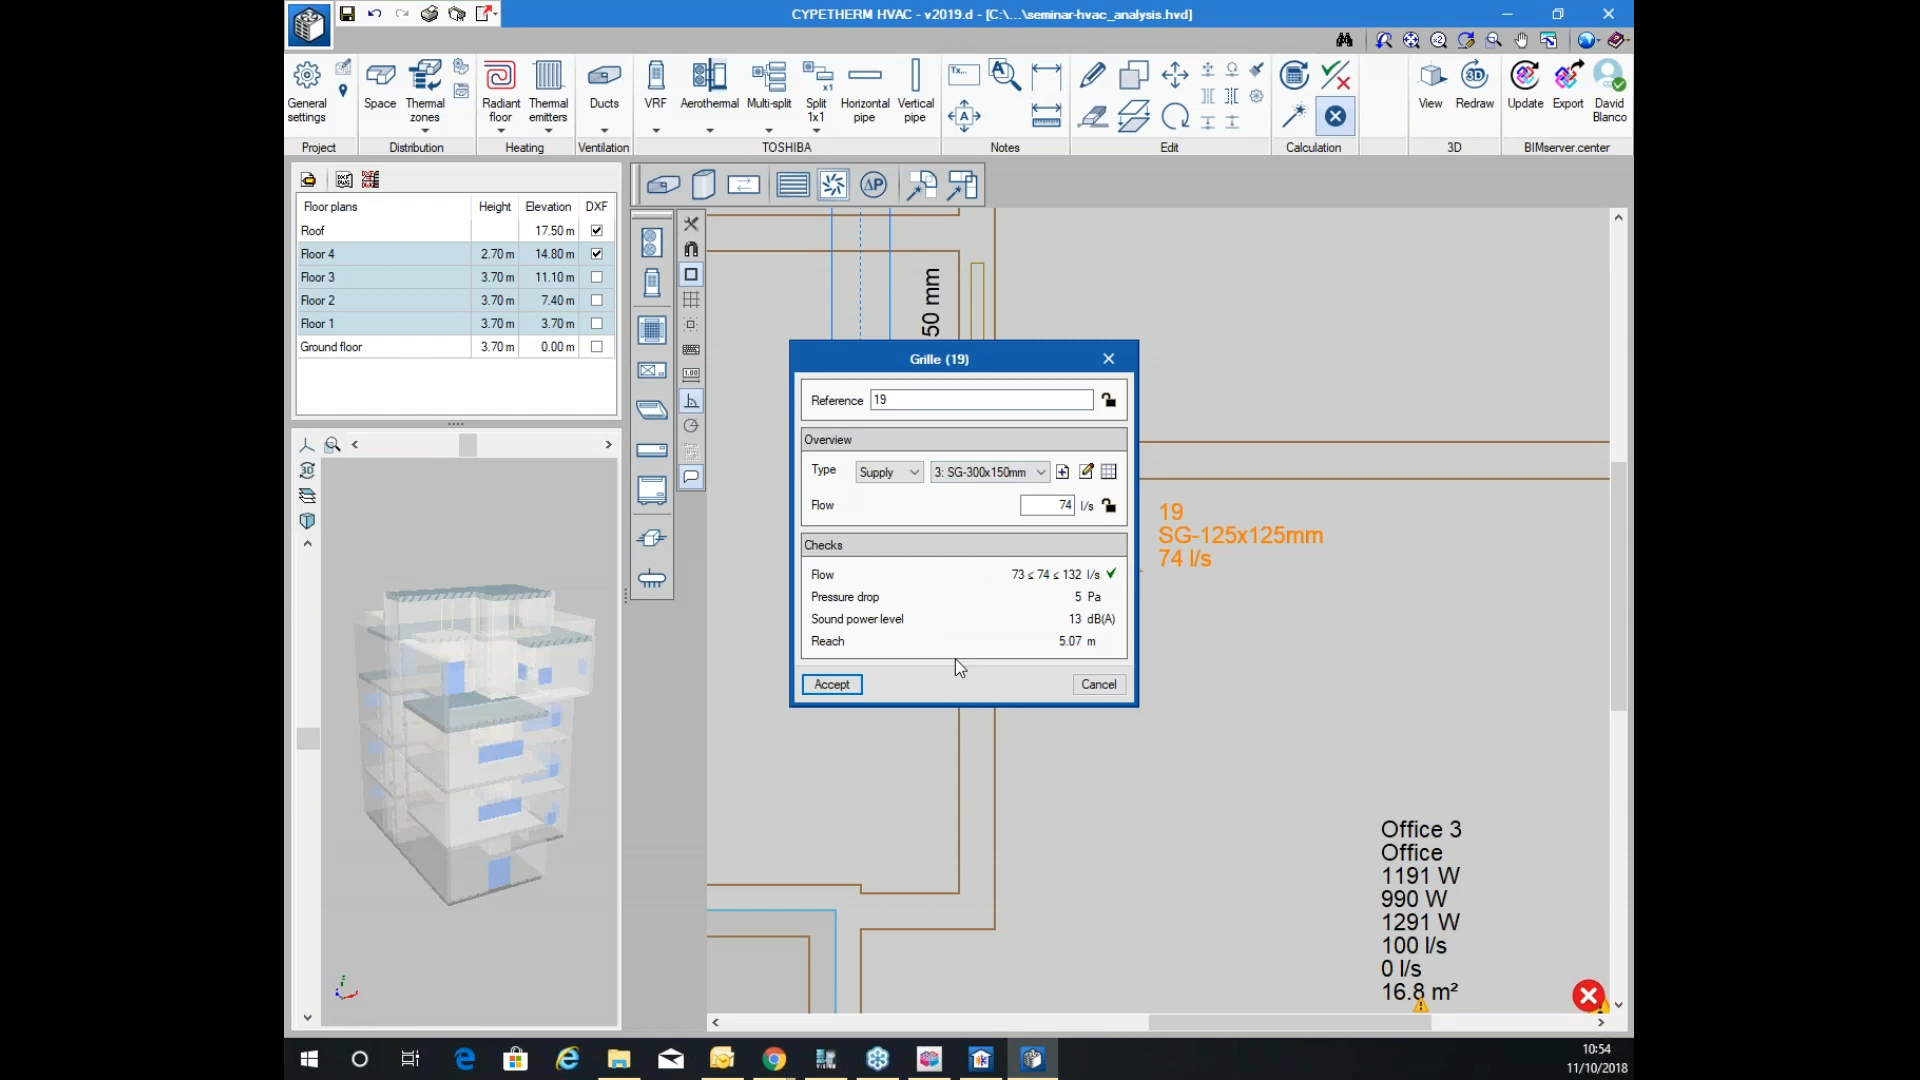 CYPETHERM HVAC - v2019.d - [C:\...\seminar-hvac_analysis.hvd]
General settings
Space
Thermal zones
Radiant floor
Thermal emitters
Ducts
VRF
Aerothermal
Multi-split
Split 1x1
Horizontal pipe
Vertical pipe
View
Redraw
Update
Export
David Blanco
Project
Distribution
Heating
Ventilation
TOSHIBA
Notes
Edit
Calculation
3D
BIMserver.center
Floor plans Height Elevation DXF
Roof 17.50 m
Floor 4 2.70 m 14.80 m
Floor 3 3.70 m 11.10 m
Floor 2 3.70 m 7.40 m
Floor 1 3.70 m 3.70 m
Ground floor 3.70 m 0.00 m
50 mm
Grille (19)
Reference 19
Overview
Type Supply 3: SG-300x150mm
Flow 74 l/s
Checks
Flow 73 ≤ 74 ≤ 132 l/s
Pressure drop 5 Pa
Sound power level 13 dB(A)
Reach 5.07 m
Accept Cancel
19
SG-125x125mm
74 l/s
Office 3
Office
1191 W
990 W
1291 W
100 l/s
0 l/s
16.8 m²
10:54
11/10/2018